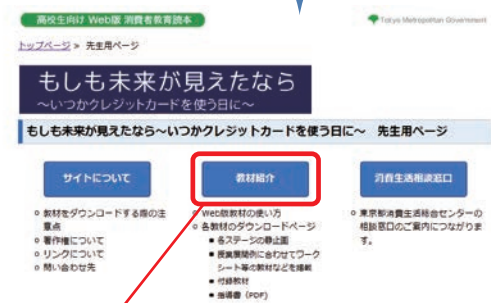 高校生向け Web版 消費者教育読本
Tokyo Metropolitan Government
トップページ > 先生用ページ
もしも未来が見えたなら
～いつかクレジットカードを使う日に～
もしも未来が見えたなら～いつかクレジットカードを使う日に～ 先生用ページ
サイトについて
教材をダウンロードする際の注
意点
著作権について
リンクについて
問い合わせ先
教材紹介
Web版教材の使い方
各教材のダウンロードページ
各ステージの静止画
授業展開例に合わせてワーク
シート等の教材などを掲載
付録教材
指導書（PDF）
消費生活相談窓口
東京都消費生活総合センターの
相談窓口のご案内につながりま
す。